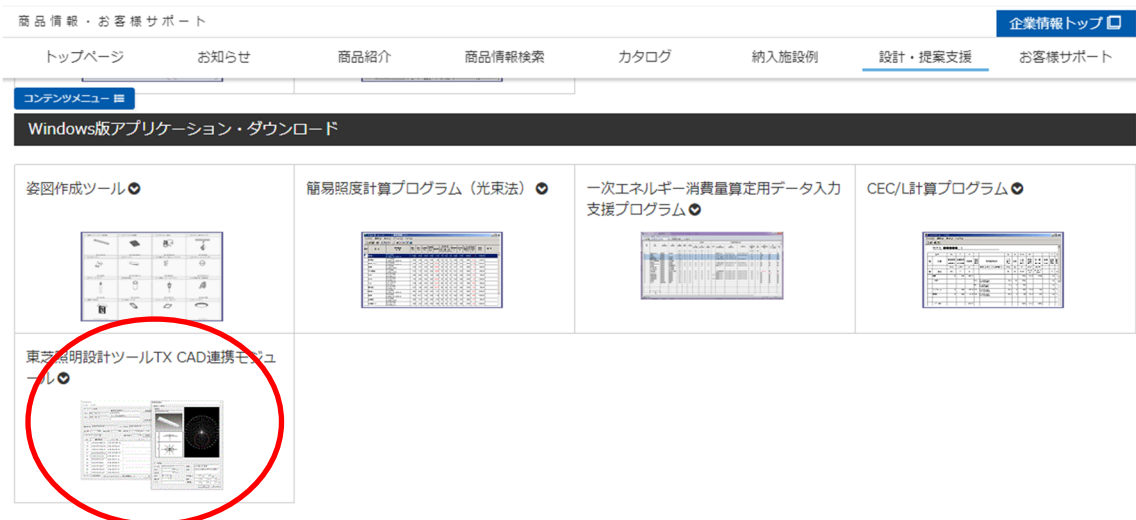 商品情報・お客様サポート
企業情報トップ
トップページ
お知らせ
商品紹介
商品情報検索
カタログ
納入施設例
設計・提案支援
お客様サポート
コンテンツメニュー
Windows版アプリケーション・ダウンロード
姿図作成ツール
簡易照度計算プログラム（光束法）
一次エネルギー消費量算定用データ入力
支援プログラム
CEC/L計算プログラム
東芝照明設計ツールTX CAD連携モジュ
ール